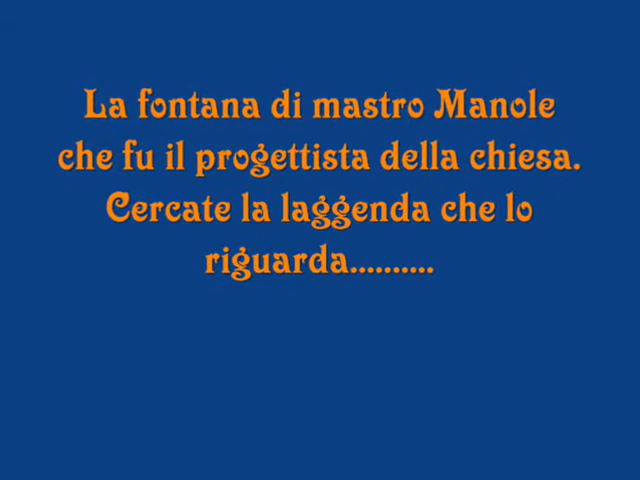 La fontana di mastro Manole
che fu il progettista della chiesa.
Cercate la laggenda che lo
riguarda..........